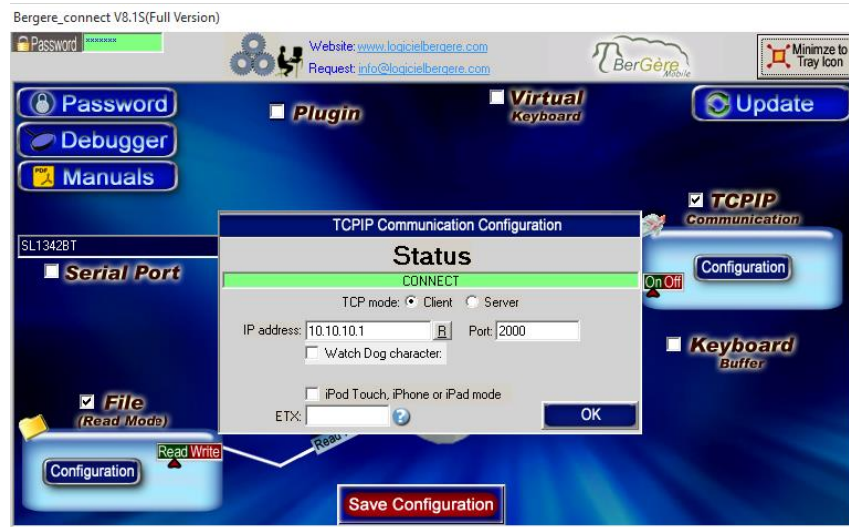 Bergere_connect V8.1S(Full Version)
Password *******
Website: www.logicielbergere.com
Request: info@logicielbergere.com
BerGère
Mobile
Minimze to
Tray Icon
Password
Debugger
PDF Manuals
Plugin
Virtual
Keyboard
Update
TCPIP
Communication
Configuration
On Off
SL1342BT
Serial Port
TCPIP Communication Configuration
Status
CONNECT
TCP mode: Client Server
IP address: 10.10.10.1 R Port: 2000
Watch Dog character:
iPod Touch, iPhone or iPad mode
ETX: ? OK
Keyboard
Buffer
File
(Read Mode)
Read Write
Configuration
Read
Save Configuration